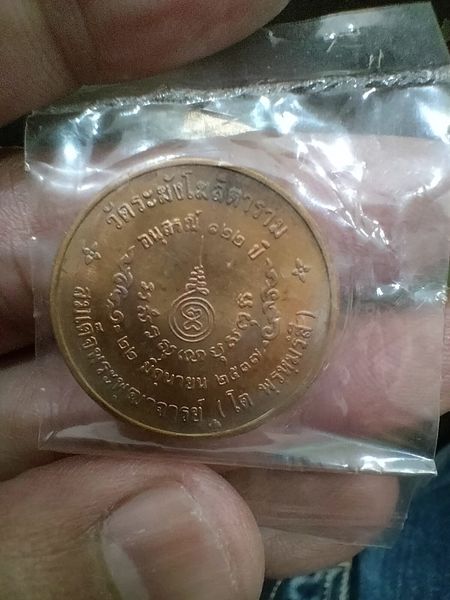 วัดระฆังโฆสิตาราม
อนุสรณ์ ๑๒๒ ปี
๒๒ มิถุนายน ๒๕๓๗
สมเด็จพระพุฒาจารย์ (โต พรหฺมรํสี)